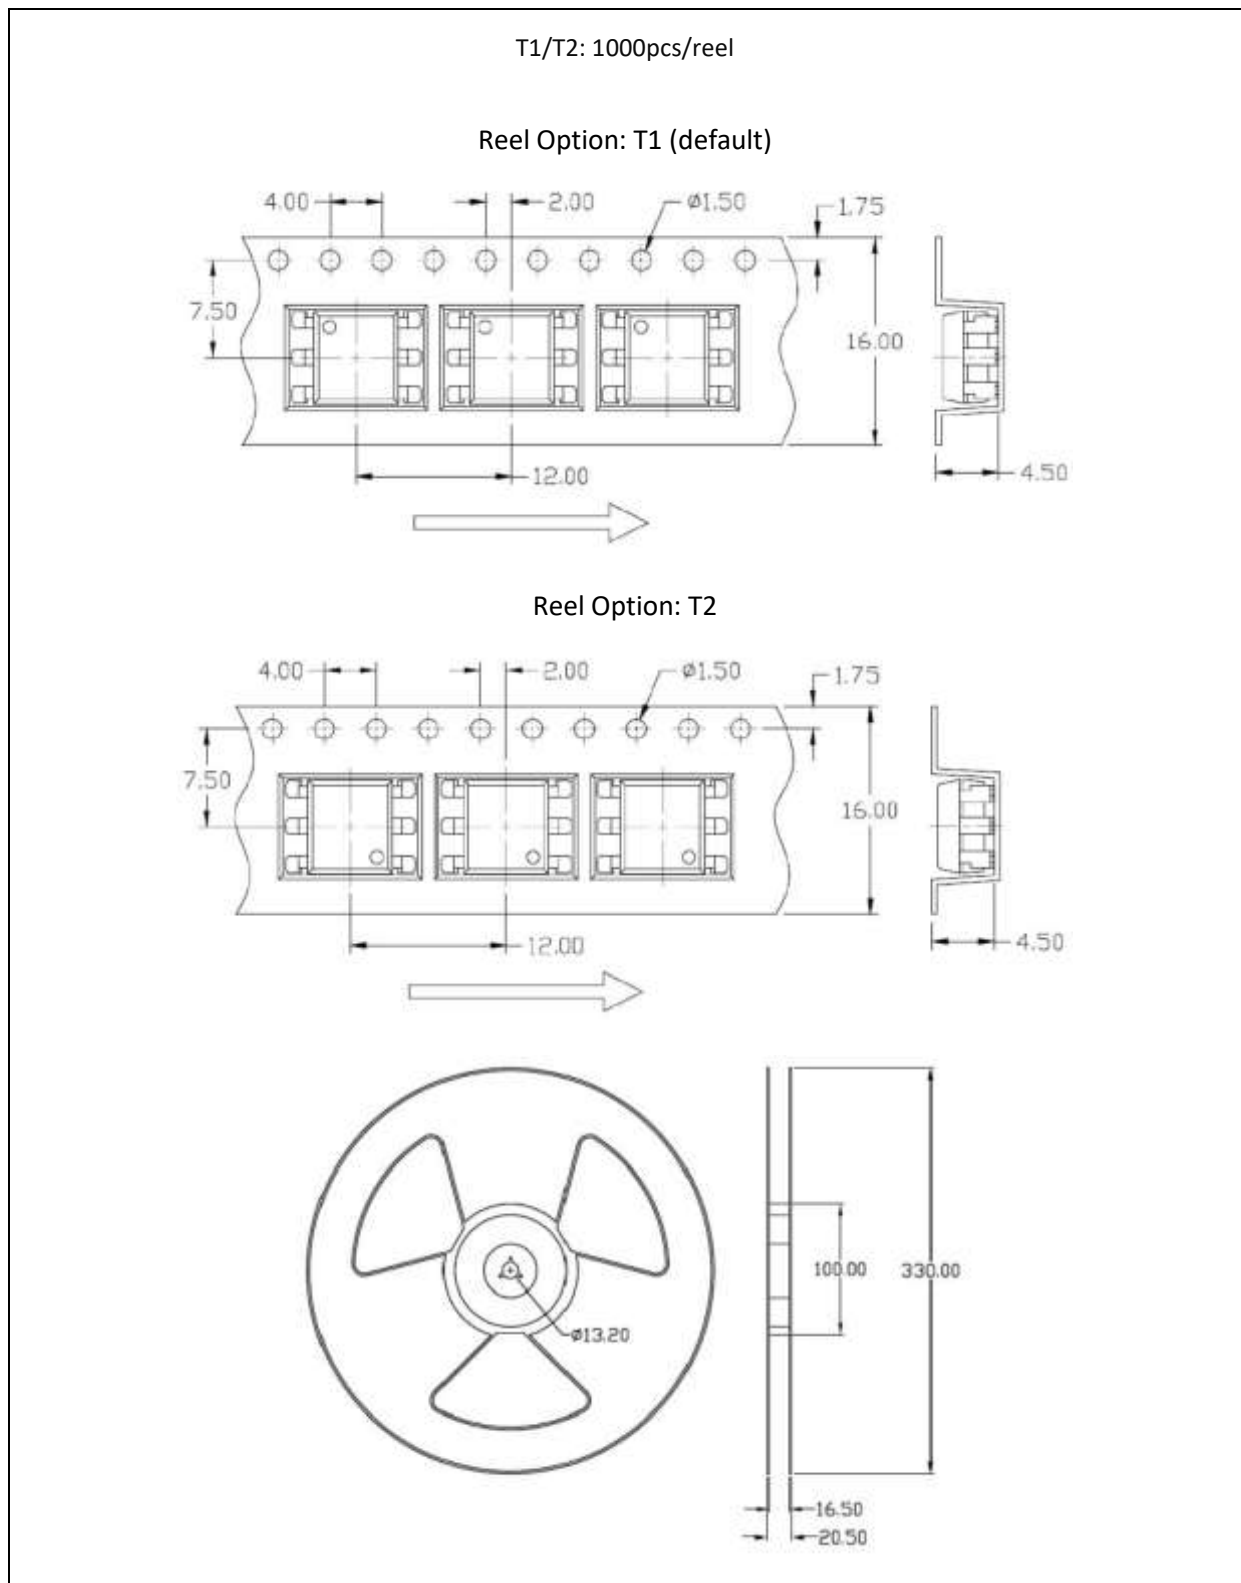 T1/T2: 1000pcs/reel
Reel Option: T1 (default)
4.00 2.00 ø1.50 1.75
7.50 16.00
12.00 4.50
Reel Option: T2
4.00 2.00 ø1.50 1.75
7.50 16.00
12.00 4.50
100.00 330.00
ø13.20
16.50
20.50